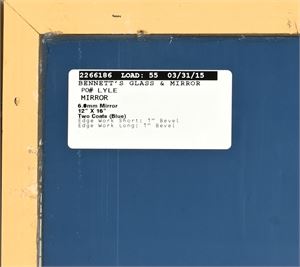 2266186 LOAD: 55 03/31/15
BENNETT'S GLASS & MIRROR
PO# LYLE
MIRROR
6.0mm Mirror
12" X 16"
Two Coats (Blue)
Edge Work Short: 1" Bevel
Edge Work Long: 1" Bevel